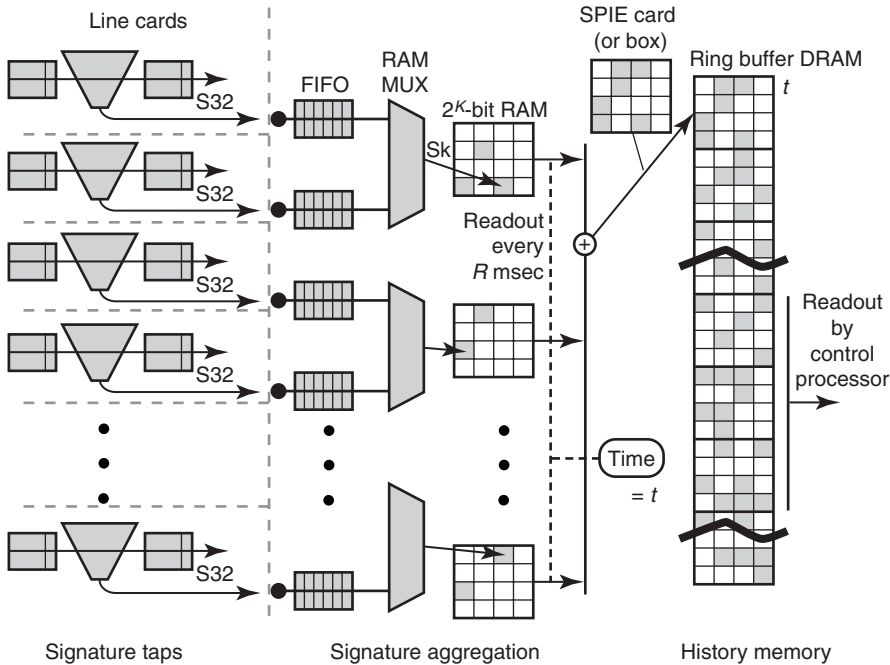 Line cards
SPIE card
(or box)
Ring buffer DRAM
t
FIFO
RAM
MUX
2^K-bit RAM
S32
Sk
S32
Readout
every
R msec
+
S32
S32
Readout
by
control
processor
Time
= t
S32
Signature taps
Signature aggregation
History memory